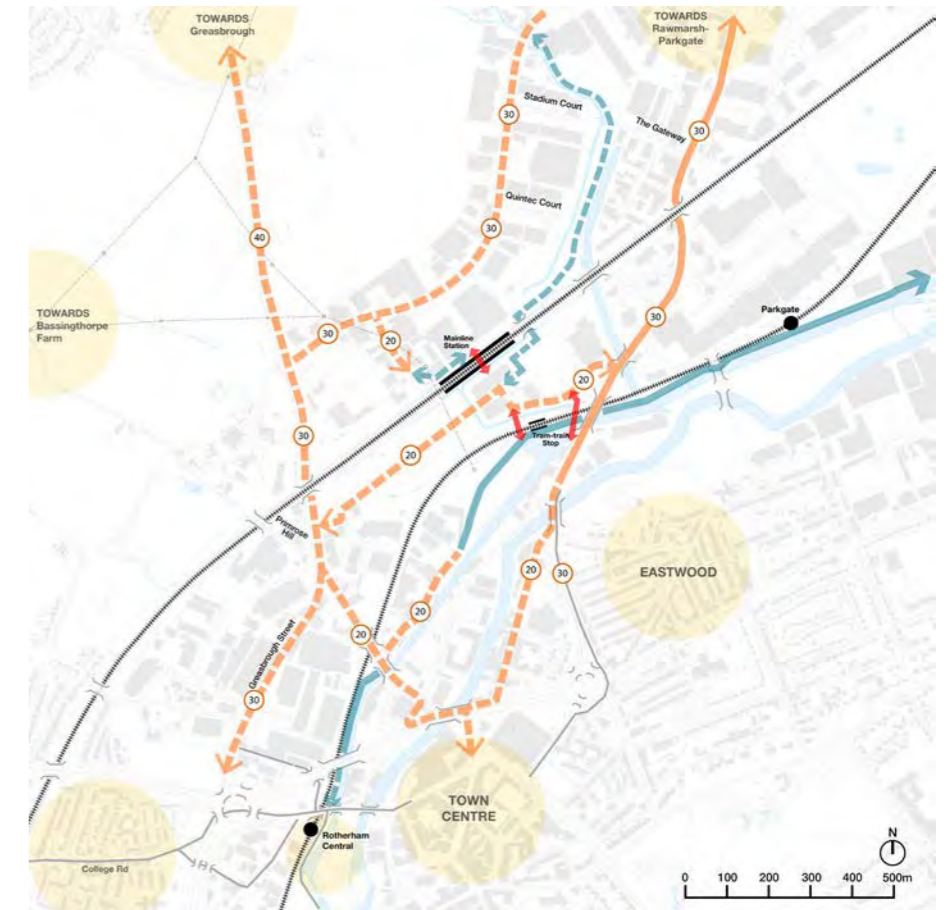 TOWARDS
Greasbrough
TOWARDS
Rawmarsh-
Parkgate
Stadium Court
30
The Gateway
30
Quintec Court
30
40
TOWARDS
Bassingthorpe
Farm
30
20
Mainline
Station
30
Parkgate
20
30
20
Tram-train
Stop
Primrose
Hill
20
30
EASTWOOD
20
20
Greasbrough Street
30
TOWN
CENTRE
Rotherham
Central
College Rd
N
0 100 200 300 400 500m